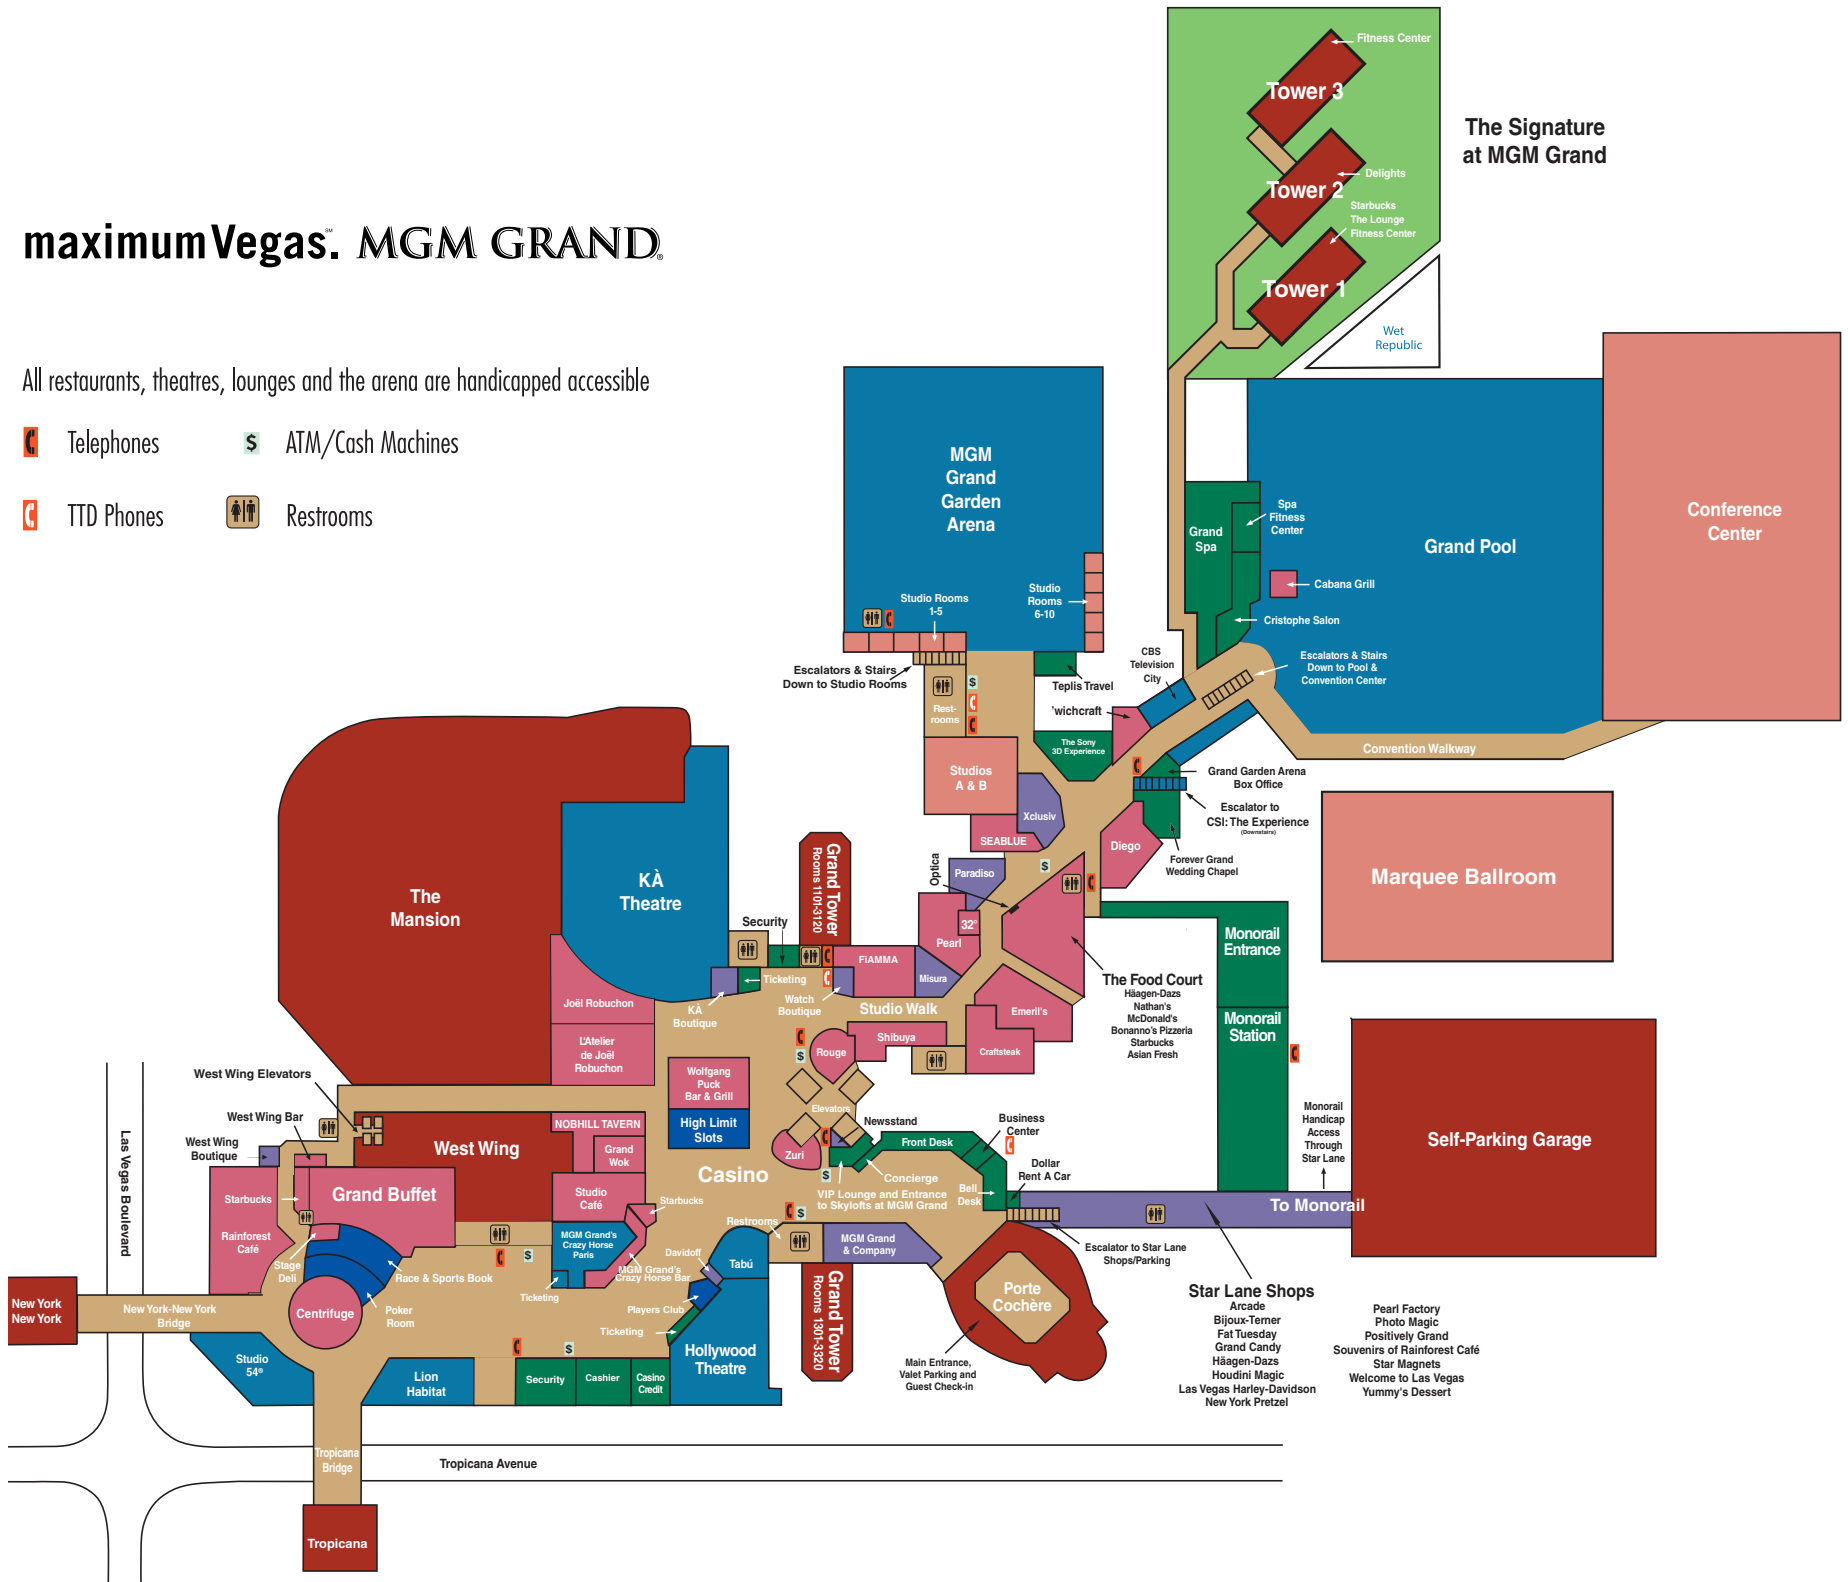 maximumVegas℠. MGM GRAND®
All restaurants, theatres, lounges and the arena are handicapped accessible
Telephones
$ ATM/Cash Machines
TTD Phones
Restrooms
The Signature
at MGM Grand
Fitness Center
Tower 3
Delights
Tower 2
Starbucks
The Lounge
Fitness Center
Tower 1
Wet
Republic
MGM
Grand
Garden
Arena
Studio Rooms
1-5
Studio
Rooms
6-10
Grand
Spa
Spa
Fitness
Center
Grand Pool
Cabana Grill
Cristophe Salon
Conference
Center
Escalators & Stairs
Down to Pool &
Convention Center
Convention Walkway
Escalators & Stairs
Down to Studio Rooms
CBS
Television
City
Teplis Travel
'wichcraft
Rest-
rooms
$
The Sony
3D Experience
Studios
A & B
Xclusiv
SEABLUE
Grand Garden Arena
Box Office
Escalator to
CSI: The Experience
(Downstairs)
Diego
Forever Grand
Wedding Chapel
Marquee Ballroom
The
Mansion
KÀ
Theatre
Grand Tower
Rooms 1101-3120
Security
Optica
Paradiso
$
32°
Pearl
FiAMMA
Misura
Ticketing
Watch
Boutique
KÀ
Boutique
Studio Walk
The Food Court
Häagen-Dazs
Nathan's
McDonald's
Bonanno's Pizzeria
Starbucks
Asian Fresh
Monorail
Entrance
Monorail
Station
Joël Robuchon
L'Atelier
de Joël
Robuchon
Emeril's
Craftsteak
Shibuya
Rouge
$
Wolfgang
Puck
Bar & Grill
High Limit
Slots
Elevators
Newsstand
Zuri
$
Front Desk
Business
Center
Concierge
VIP Lounge and Entrance
to Skylofts at MGM Grand
Bell
Desk
Dollar
Rent A Car
Monorail
Handicap
Access
Through
Star Lane
Self-Parking Garage
To Monorail
West Wing Elevators
West Wing Bar
West Wing
Boutique
West Wing
NOBHILL TAVERN
Grand
Wok
Studio
Café
Casino
Starbucks
Starbucks
Grand Buffet
Rainforest
Café
Stage
Deli
Race & Sports Book
$
MGM Grand's
Crazy Horse
Paris
MGM Grand's
Crazy Horse Bar
Ticketing
Davidoff
Tabú
Restrooms
$
MGM Grand
& Company
Players Club
Ticketing
Hollywood
Theatre
Grand Tower
Rooms 1301-3320
Porte
Cochère
Main Entrance,
Valet Parking and
Guest Check-in
Escalator to Star Lane
Shops/Parking
Star Lane Shops
Arcade
Bijoux-Terner
Fat Tuesday
Grand Candy
Häagen-Dazs
Houdini Magic
Las Vegas Harley-Davidson
New York Pretzel
Pearl Factory
Photo Magic
Positively Grand
Souvenirs of Rainforest Café
Star Magnets
Welcome to Las Vegas
Yummy's Dessert
Las Vegas Boulevard
New York
New York
New York-New York
Bridge
Centrifuge
Poker
Room
Studio
54®
Lion
Habitat
$
Security
Cashier
Casino
Credit
Tropicana
Bridge
Tropicana Avenue
Tropicana